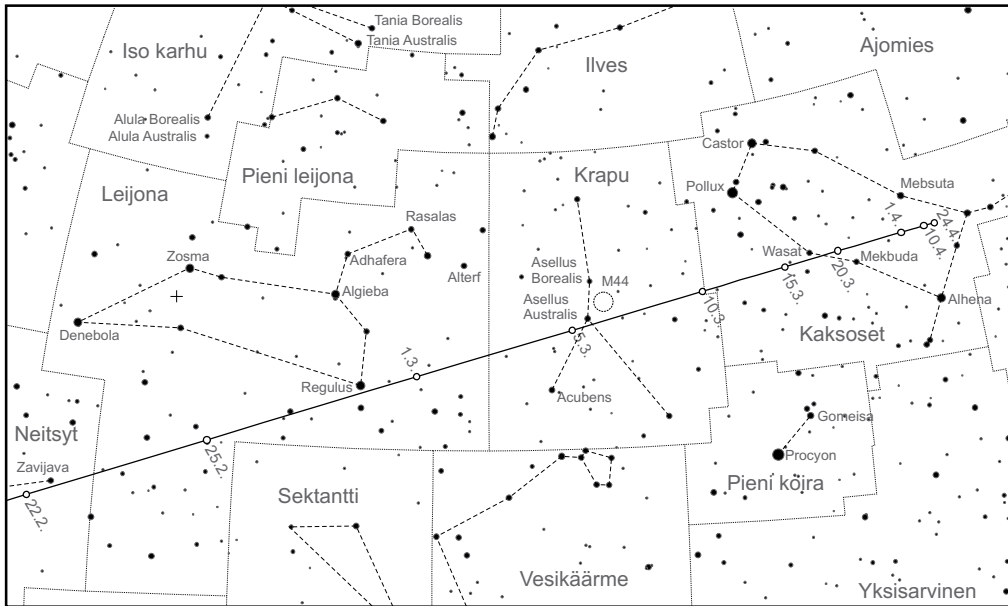 Tania Borealis
Tania Australis
Iso karhu
Ilves
Ajomies
Alula Borealis
Alula Australis
Castor
Pieni leijona
Krapu
Leijona
Pollux
Mebsuta
Rasalas
1.4.
24.4.
10.4.
Zosma
Adhafera
Alterf
Asellus
Borealis
M44
Wasat
Mekbuda
Algieba
Asellus
Australis
15.3.
20.3.
Alhena
Denebola
10.3.
Kaksoset
5.3.
1.3.
Regulus
Acubens
Gomeisa
Neitsyt
Zavijava
25.2.
Procyon
Pieni koira
Sektantti
22.2.
Vesikäärme
Yksisarvinen